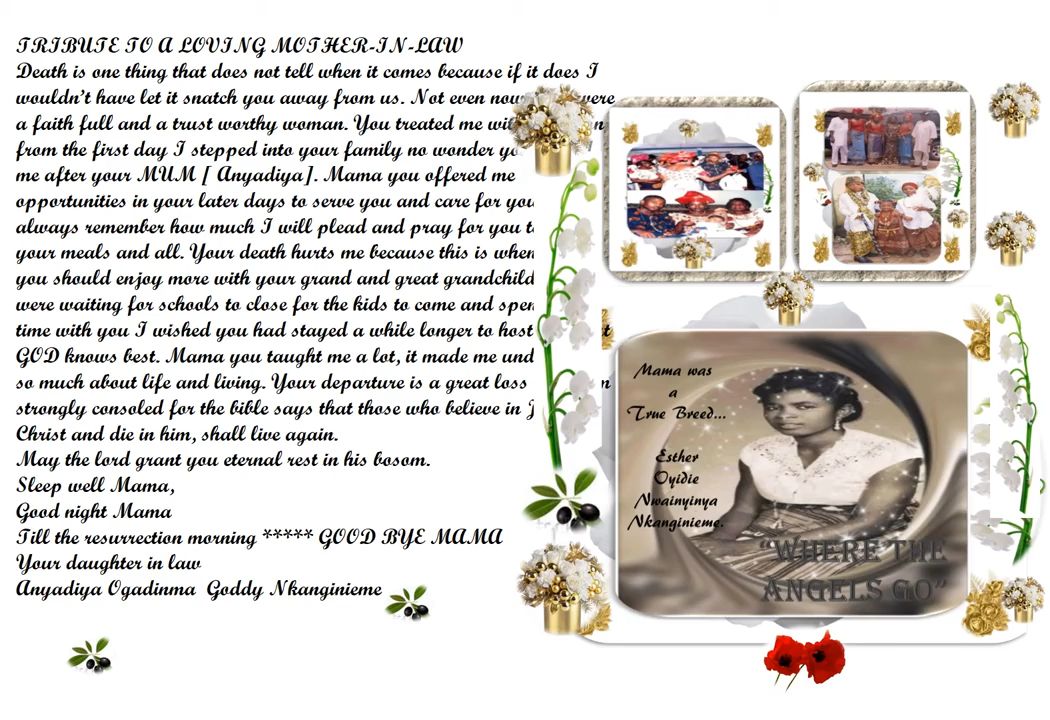 TRIBUTE TO A LOVING MOTHER-IN-LAW
Death is one thing that does not tell when it comes because if it does I
wouldn't have let it snatch you away from us. Not even now were
a faith full and a trust worthy woman. You treated me
from the first day I stepped into your family no wonder
me after your MUM [ Anyadiya]. Mama you offered me
opportunities in your later days to serve you and care for you
always remember how much I will plead and pray for you
your meals and all. Your death hurts me because this is when
you should enjoy more with your grand and great
were waiting for schools to close for the kids to come and
time with you I wished you had stayed a while longer to host
GOD knows best. Mama you taught me a lot, it made me
so much about life and living. Your departure is a great loss
strongly consoled for the bible says that those who believe in
Christ and die in him, shall live again.
May the lord grant you eternal rest in his bosom.
Sleep well Mama,
Good night Mama
Till the resurrection morning ***** GOOD BYE MAMA
Your daughter in law
Anyadiya Ogadinma Goddy Nkanginieme
Mama was
a
True Breed...
Esther
Oyidie
Nwainyinya
Nkanginieme.
"WHERE THE
ANGELS GO"